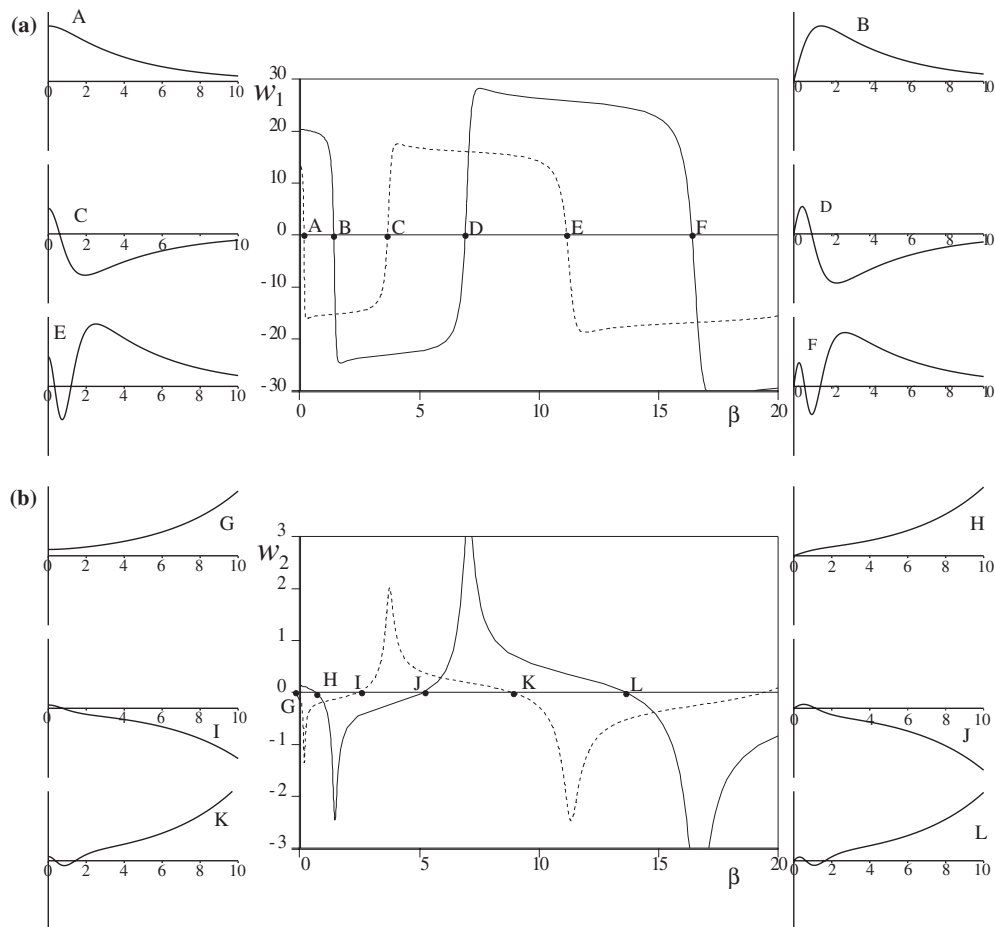 (a)
A
0 2 4 6 8 10
C
0 2 4 6 8 10
E
0 2 4 6 8 10
w1
30
20
10
0
-10
-20
-30
A B C D E F
0 5 10 15 20
β
B
0 2 4 6 8 10
D
0 2 4 6 8 10
F
0 2 4 6 8 10
(b)
G
0 2 4 6 8 10
I
0 2 4 6 8 10
K
0 2 4 6 8 10
w2
3
2
1
0
-1
-2
-3
G H I J K L
0 5 10 15 20
β
H
0 2 4 6 8 10
J
0 2 4 6 8 10
L
0 2 4 6 8 10